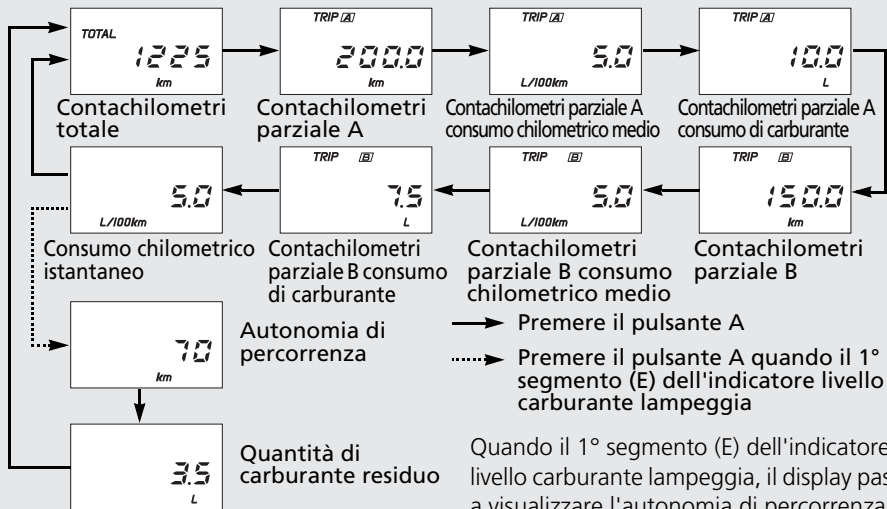 TOTAL
1225
km
Contachilometri
totale
TRIP A
200.0
km
Contachilometri
parziale A
TRIP A
5.0
L/100km
Contachilometri parziale A
consumo chilometrico medio
TRIP A
10.0
L
Contachilometri parziale A
consumo di carburante
5.0
L/100km
Consumo chilometrico
istantaneo
TRIP B
7.5
L
Contachilometri
parziale B consumo
di carburante
TRIP B
5.0
L/100km
Contachilometri
parziale B consumo
chilometrico medio
TRIP B
150.0
km
Contachilometri
parziale B
70
km
Autonomia di
percorrenza
Premere il pulsante A
Premere il pulsante A quando il 1°
segmento (E) dell'indicatore livello
carburante lampeggia
3.5
L
Quantità di
carburante residuo
Quando il 1° segmento (E) dell'indicatore
livello carburante lampeggia, il display pas
a visualizzare l'autonomia di percorrenza